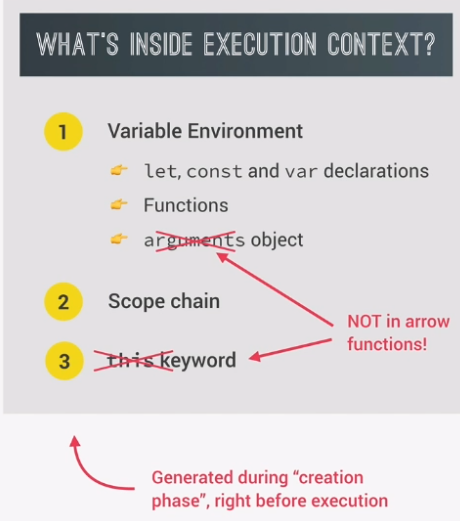 WHAT'S INSIDE EXECUTION CONTEXT?
1 Variable Environment
👉 let, const and var declarations
👉 Functions
👉 arguments object
2 Scope chain
NOT in arrow
functions!
3 this keyword
Generated during “creation
phase”, right before execution